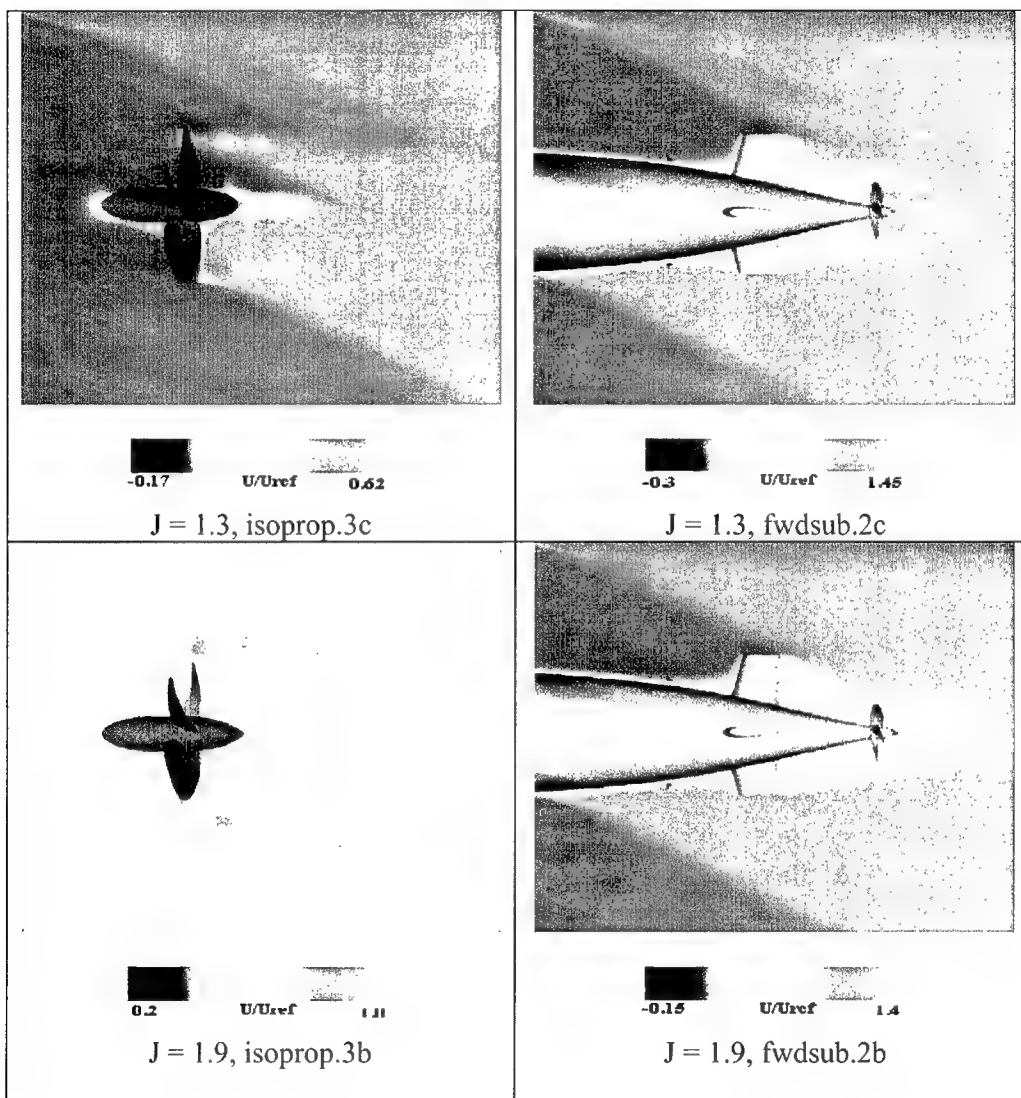 -0.17 U/Uref 0.62
J = 1.3, isoprop.3c
-0.3 U/Uref 1.45
J = 1.3, fwdsub.2c
0.2 U/Uref
J = 1.9, isoprop.3b
-0.15 U/Uref 1.4
J = 1.9, fwdsub.2b